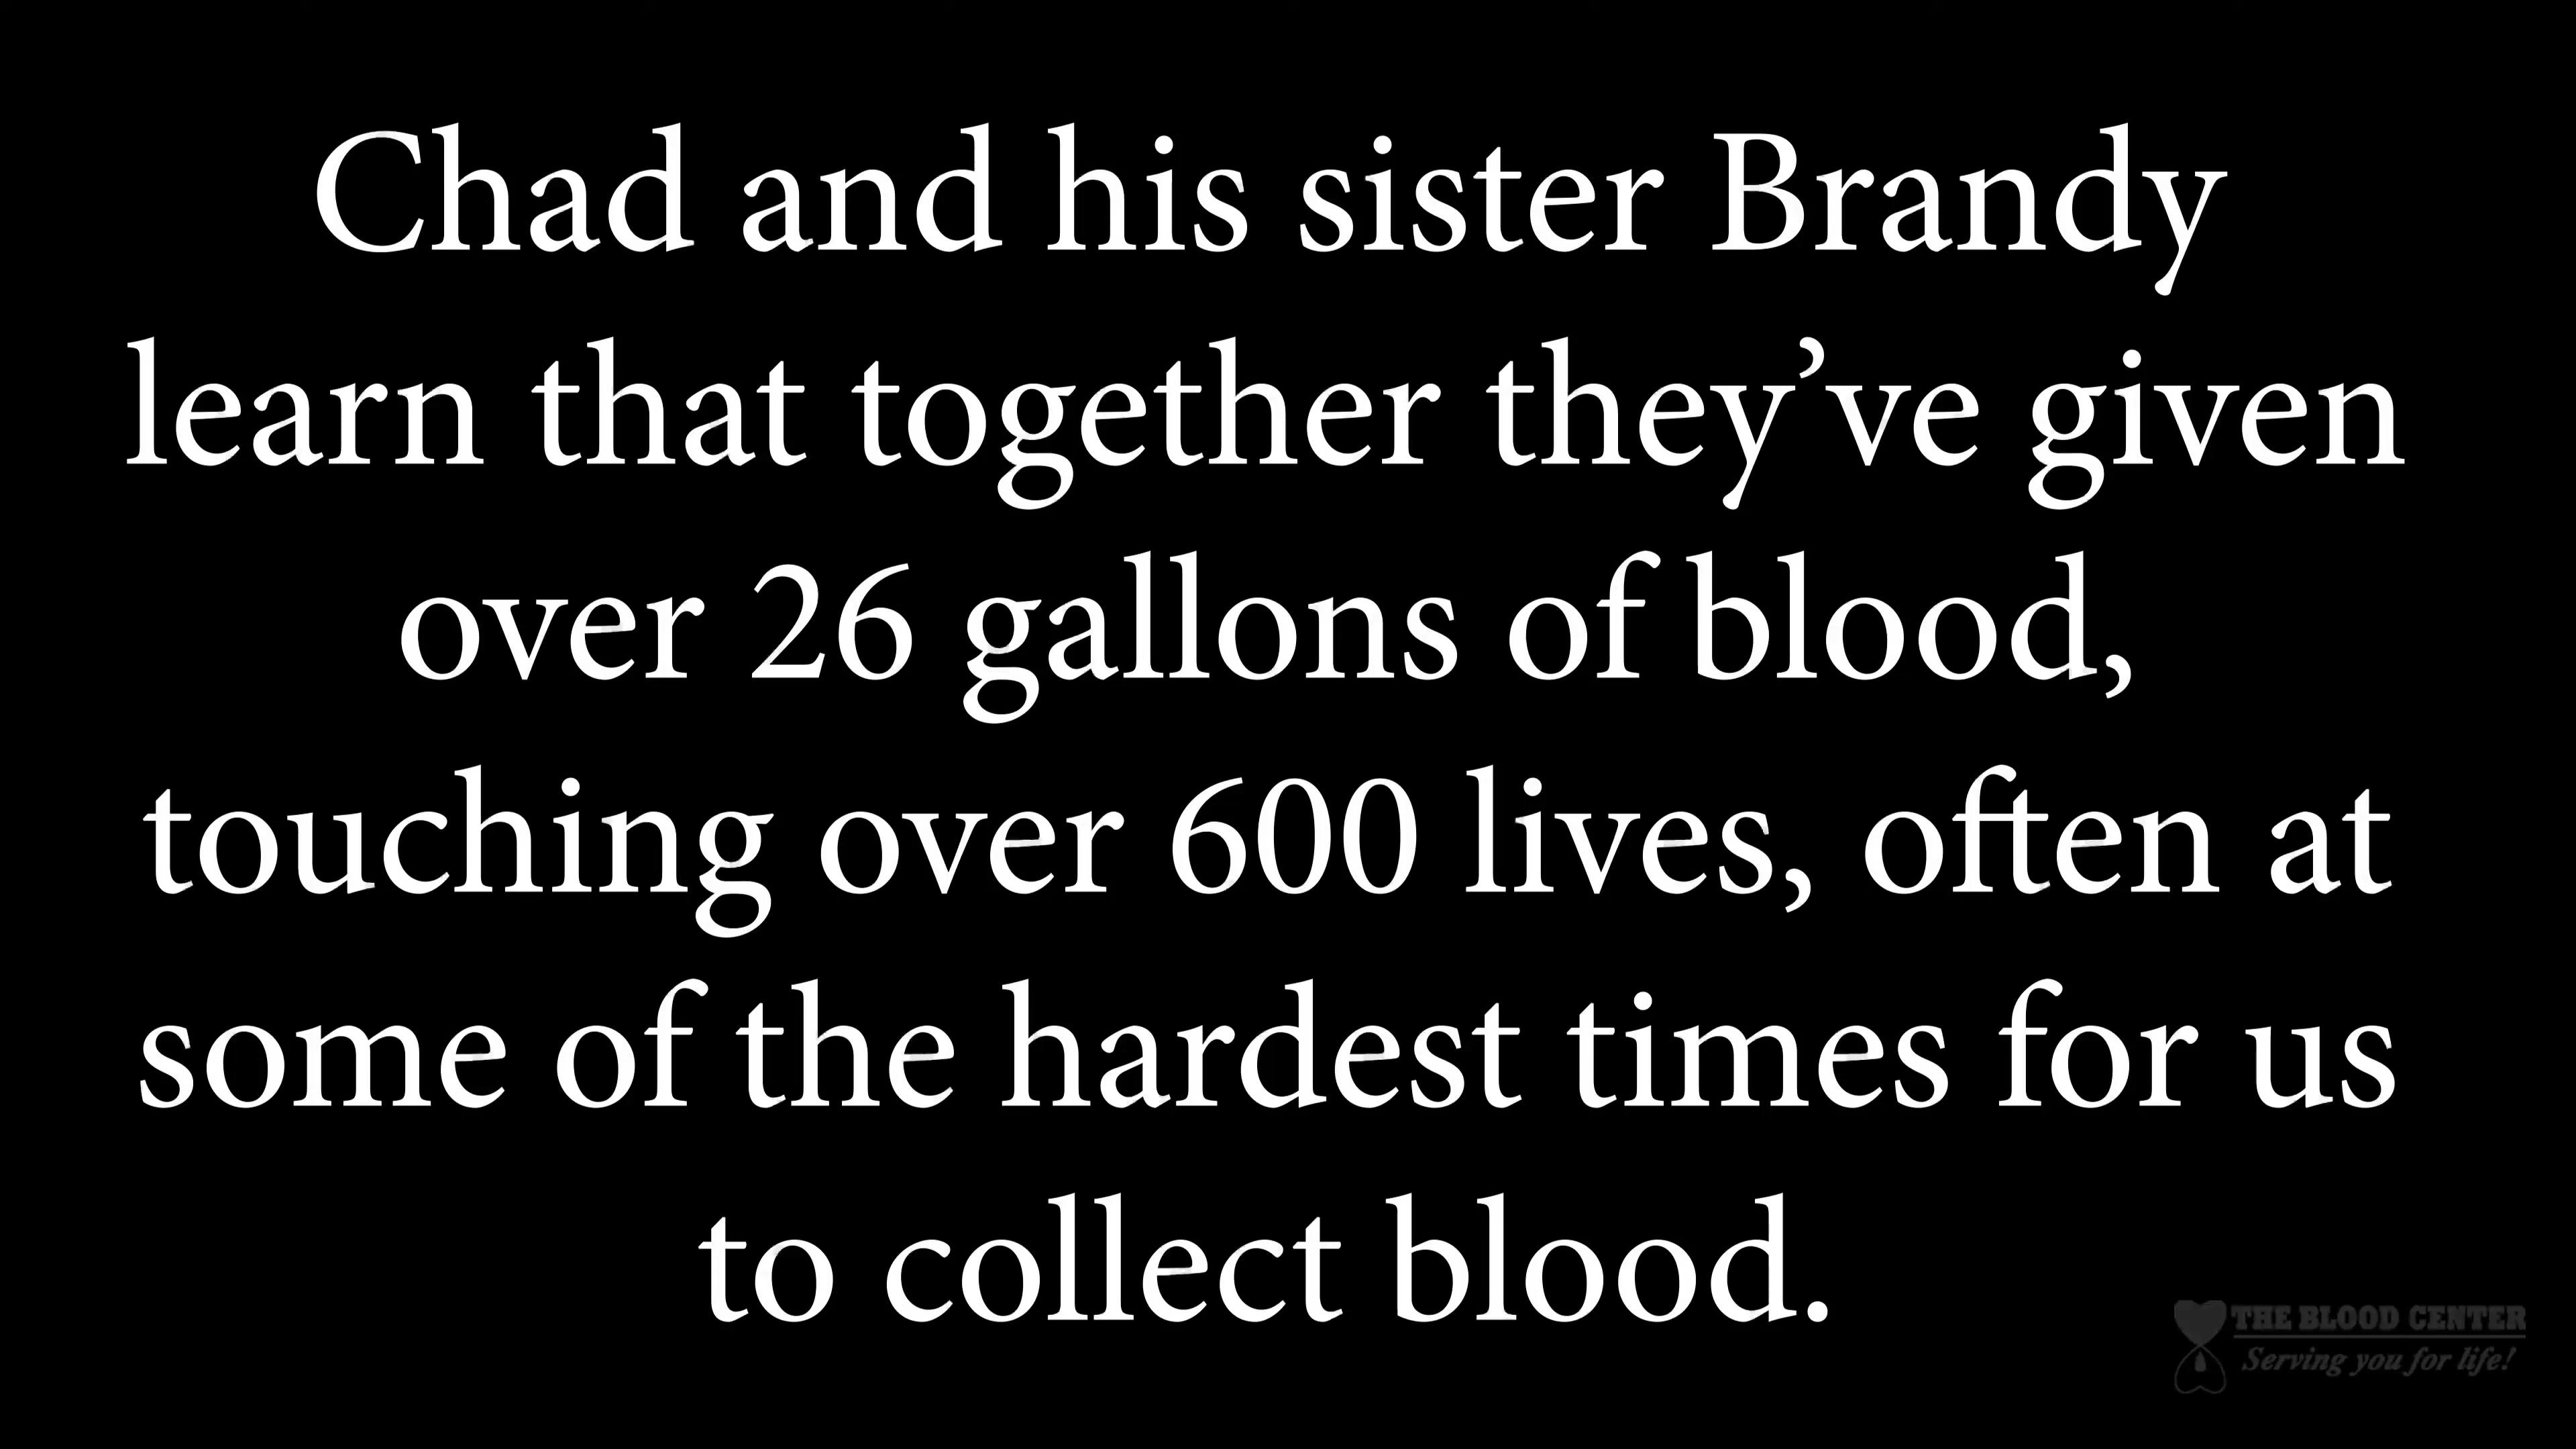 Chad and his sister Brandy
learn that together they’ve given
over 26 gallons of blood,
touching over 600 lives, often at
some of the hardest times for us
to collect blood.
THE BLOOD CENTER
Serving you for life!